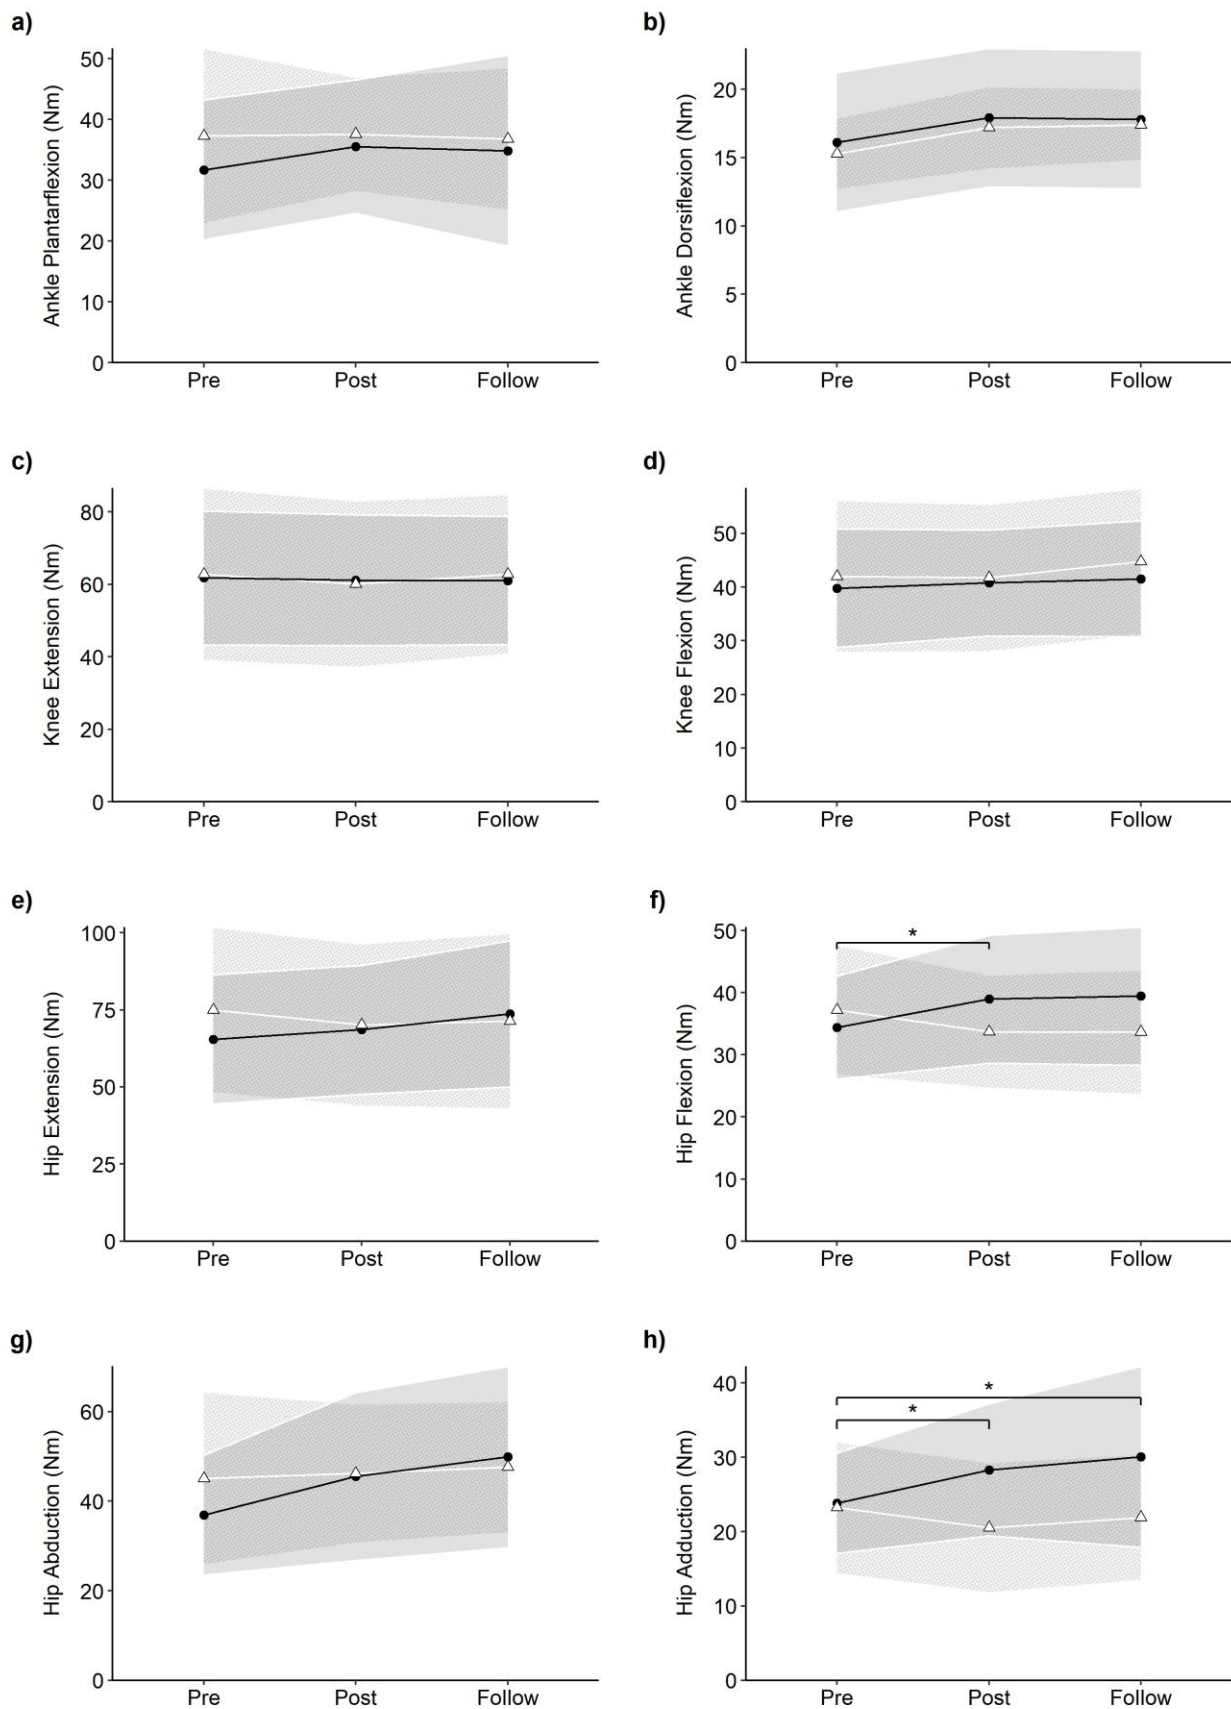 a)
Ankle Plantarflexion (Nm)
50
40
30
20
10
0
Pre Post Follow
b)
Ankle Dorsiflexion (Nm)
20
15
10
5
0
Pre Post Follow
c)
Knee Extension (Nm)
80
60
40
20
0
Pre Post Follow
d)
Knee Flexion (Nm)
50
40
30
20
10
0
Pre Post Follow
e)
Hip Extension (Nm)
100
75
50
25
0
Pre Post Follow
f)
Hip Flexion (Nm)
50
40
30
20
10
0
*
Pre Post Follow
g)
Hip Abduction (Nm)
60
40
20
0
Pre Post Follow
h)
Hip Adduction (Nm)
40
30
20
10
0
*
*
Pre Post Follow